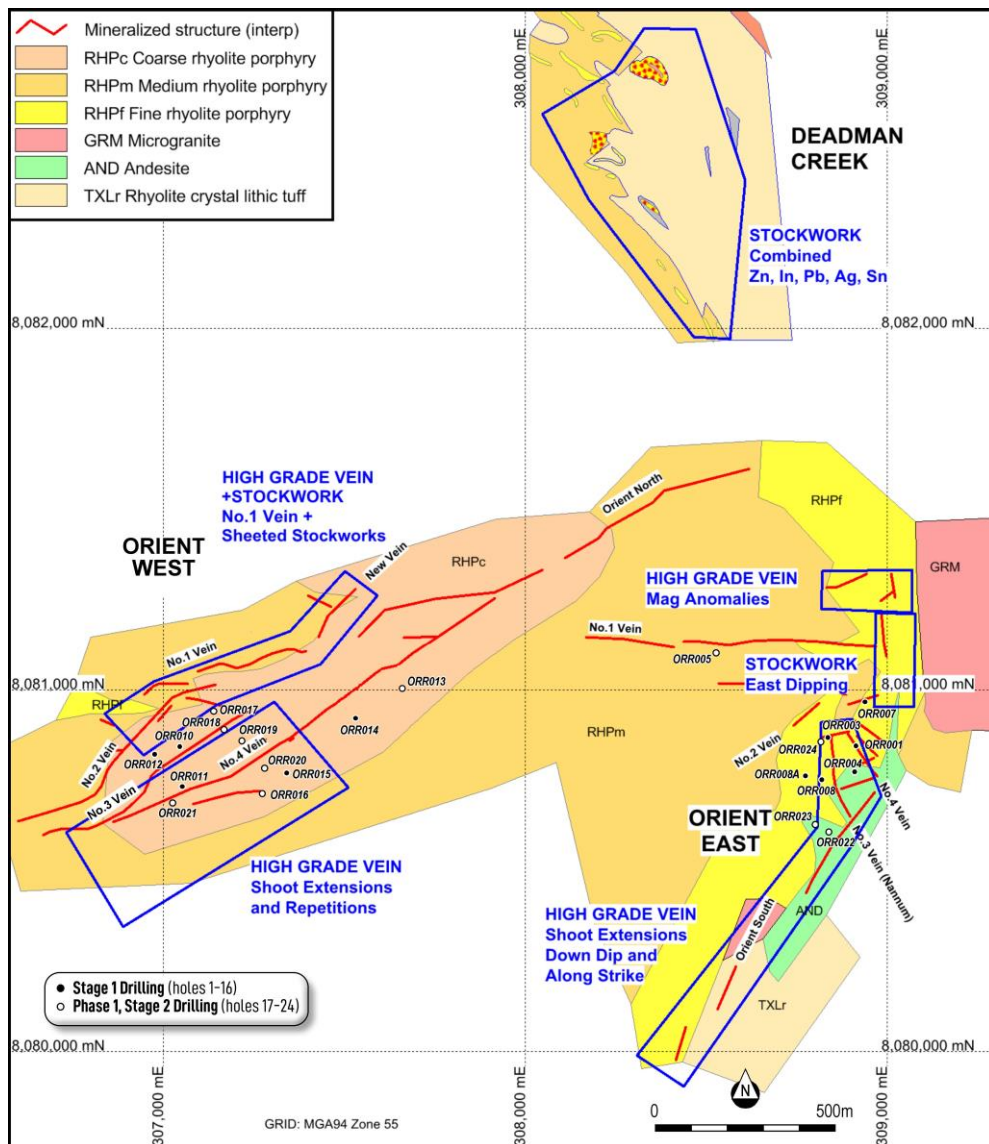 Mineralized structure (interp)
RHPc Coarse rhyolite porphyry
RHPm Medium rhyolite porphyry
RHPf Fine rhyolite porphyry
GRM Microgranite
AND Andesite
TXLr Rhyolite crystal lithic tuff
308,000 mE
309,000 mE
DEADMAN
CREEK
STOCKWORK
Combined
Zn, In, Pb, Ag, Sn
8,082,000 mN
8,082,000 mN
HIGH GRADE VEIN
+STOCKWORK
No.1 Vein +
Sheeted Stockworks
ORIENT
WEST
Orient North
RHPf
RHPc
New Vein
GRM
HIGH GRADE VEIN
Mag Anomalies
No.1 Vein
No.1 Vein
ORR005
STOCKWORK
East Dipping
8,081,000 mN
8,081,000 mN
ORR013
RHPf
ORR017
ORR018
ORR019
ORR010
ORR014
ORR007
ORR003
RHPm
No.2 Vein
ORR024
ORR001
No.2 Vein
ORR012
No.4 Vein
ORR020
ORR015
ORR004
ORR008A
ORR011
ORR008
No.3 Vein
ORR016
ORR021
No.4 Vein
ORIENT
EAST
ORR023
ORR022
No.3 Vein (Nannum)
HIGH GRADE VEIN
Shoot Extensions
and Repetitions
HIGH GRADE VEIN
Shoot Extensions
Down Dip and
Along Strike
AND
Orient South
TXLr
Stage 1 Drilling (holes 1-16)
Phase 1, Stage 2 Drilling (holes 17-24)
8,080,000 mN
8,080,000 mN
307,000 mE
308,000 mE
309,000 mE
N
0 500m
GRID: MGA94 Zone 55